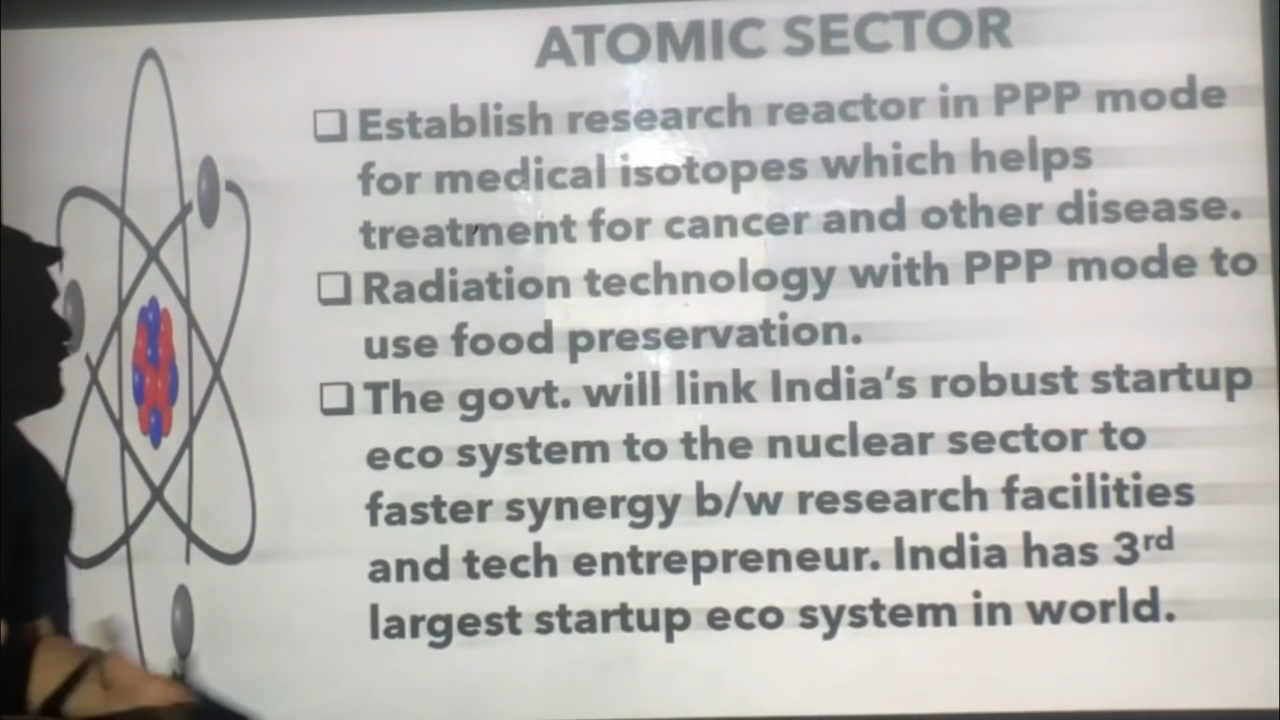 ATOMIC SECTOR
❑ Establish research reactor in PPP mode
for medical isotopes which helps
treatment for cancer and other disease.
❑ Radiation technology with PPP mode to
use food preservation.
❑ The govt. will link India's robust startup
eco system to the nuclear sector to
faster synergy b/w research facilities
and tech entrepreneur. India has 3rd
largest startup eco system in world.